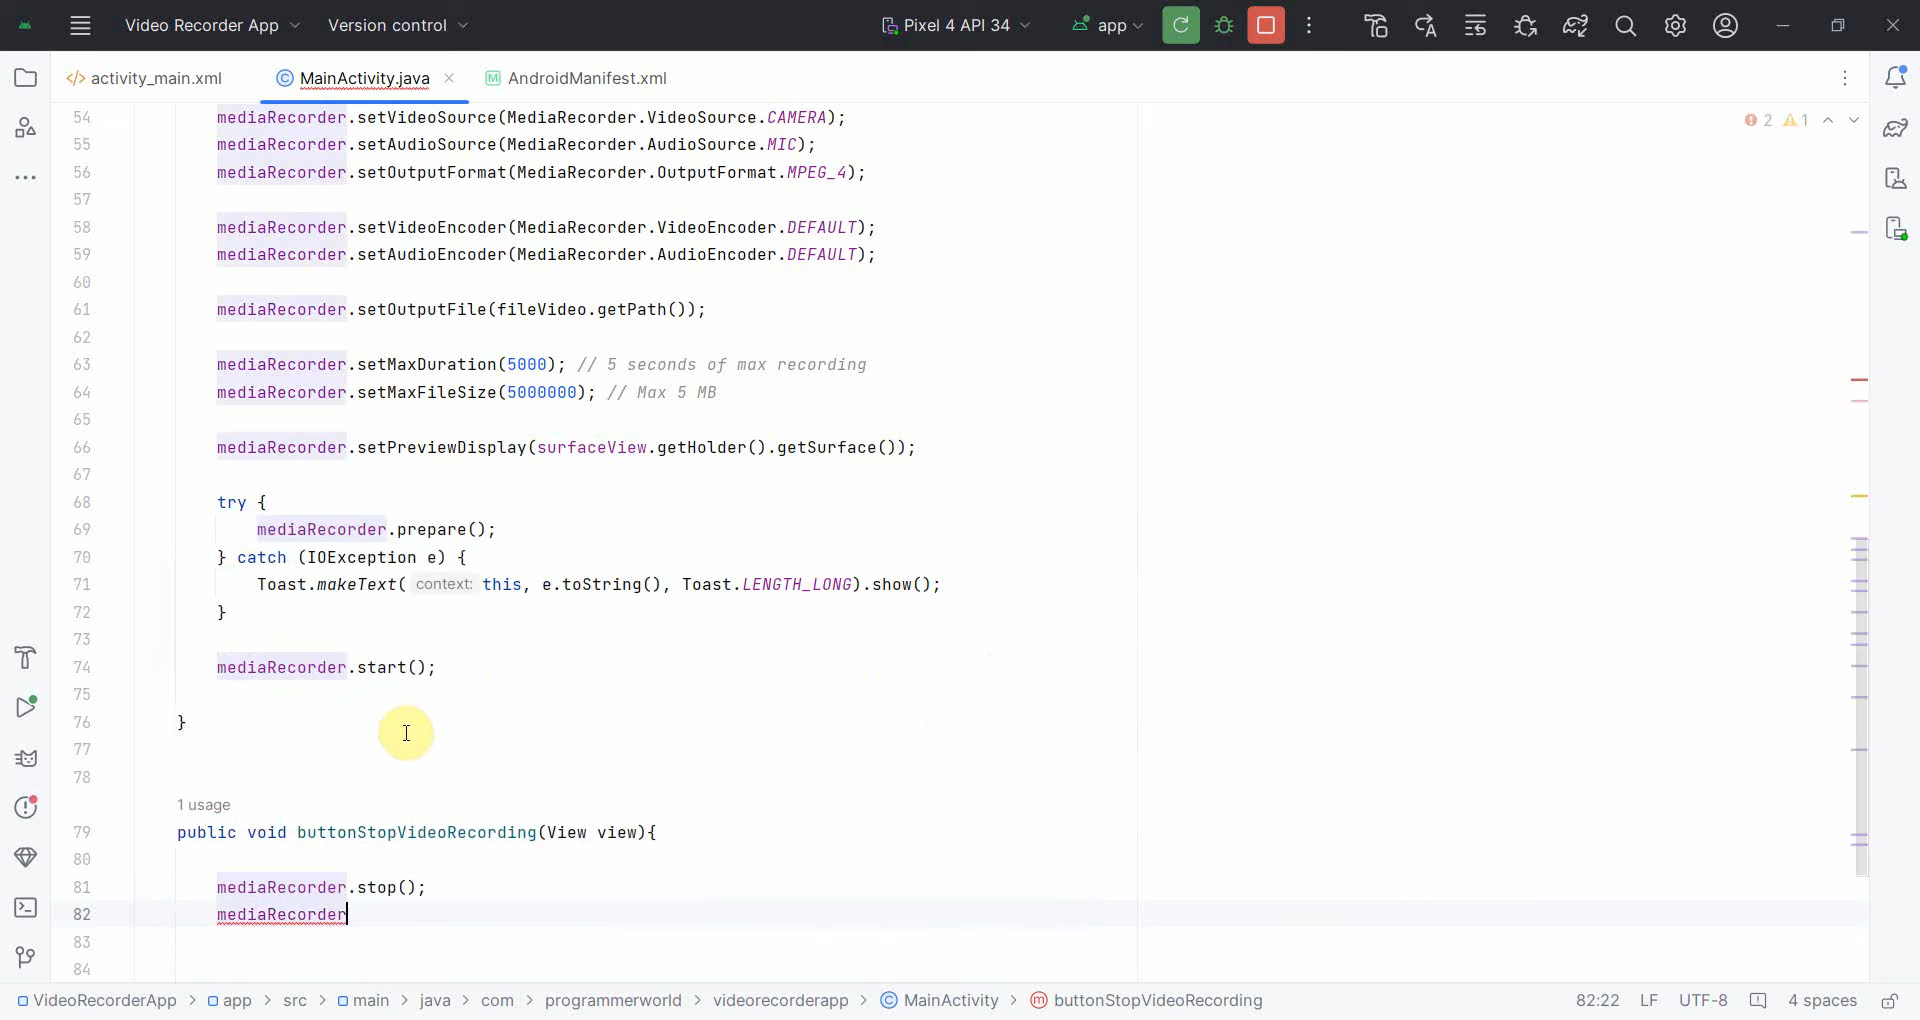 Video Recorder App Version control Pixel 4 API 34 app
activity_main.xml MainActivity.java AndroidManifest.xml
54 mediaRecorder.setVideoSource(MediaRecorder.VideoSource.CAMERA); 2 1
55 mediaRecorder.setAudioSource(MediaRecorder.AudioSource.MIC);
56 mediaRecorder.setOutputFormat(MediaRecorder.OutputFormat.MPEG_4);
57
58 mediaRecorder.setVideoEncoder(MediaRecorder.VideoEncoder.DEFAULT);
59 mediaRecorder.setAudioEncoder(MediaRecorder.AudioEncoder.DEFAULT);
60
61 mediaRecorder.setOutputFile(fileVideo.getPath());
62
63 mediaRecorder.setMaxDuration(5000); // 5 seconds of max recording
64 mediaRecorder.setMaxFileSize(5000000); // Max 5 MB
65
66 mediaRecorder.setPreviewDisplay(surfaceView.getHolder().getSurface());
67
68 try {
69 mediaRecorder.prepare();
70 } catch (IOException e) {
71 Toast.makeText( context: this, e.toString(), Toast.LENGTH_LONG).show();
72 }
73
74 mediaRecorder.start();
75
76 }
77
78
1 usage
79 public void buttonStopVideoRecording(View view){
80
81 mediaRecorder.stop();
82 mediaRecorder
83
84
VideoRecorderApp > app > src > main > java > com > programmerworld > videorecorderapp > MainActivity > buttonStopVideoRecording 82:22 LF UTF-8 4 spaces